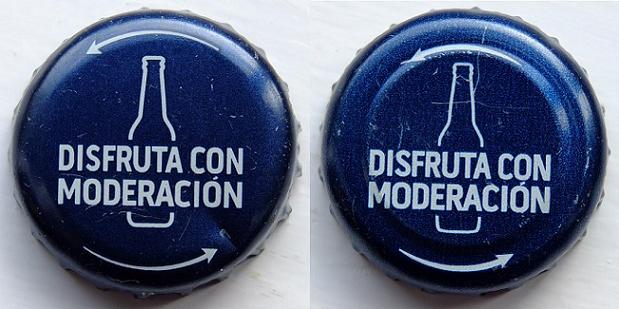 DISFRUTA CON
MODERACIÓN
DISFRUTA CON
MODERACIÓN